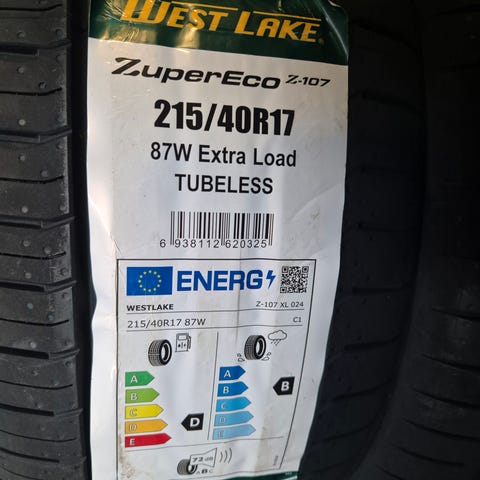 WEST LAKE
ZuperEco Z-107
215/40R17
87W Extra Load
TUBELESS
6 938112 620325
ENERG
WESTLAKE Z-107 XL 024
215/40R17 87W C1
A A
B B B
C C
D D D
E E
72 dB
A B C